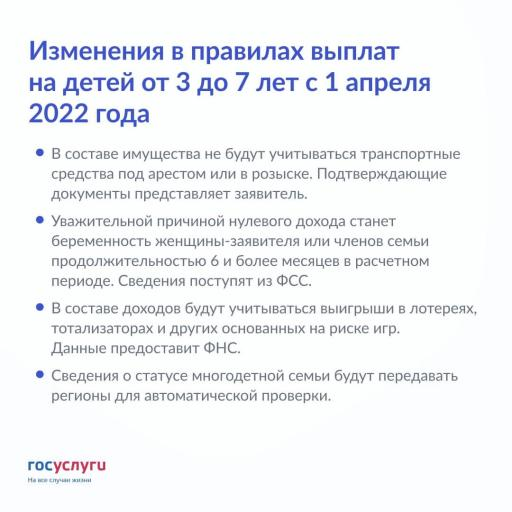 Изменения в правилах выплат
на детей от 3 до 7 лет с 1 апреля
2022 года
• В составе имущества не будут учитываться транспортные
средства под арестом или в розыске. Подтверждающие
документы представляет заявитель.
• Уважительной причиной нулевого дохода станет
беременность женщины-заявителя или членов семьи
продолжительностью 6 и более месяцев в расчетном
периоде. Сведения поступят из ФСС.
• В составе доходов будут учитываться выигрыши в лотереях,
тотализаторах и других основанных на риске игр.
Данные предоставит ФНС.
• Сведения о статусе многодетной семьи будут передавать
регионы для автоматической проверки.
госуслуги
На все случаи жизни